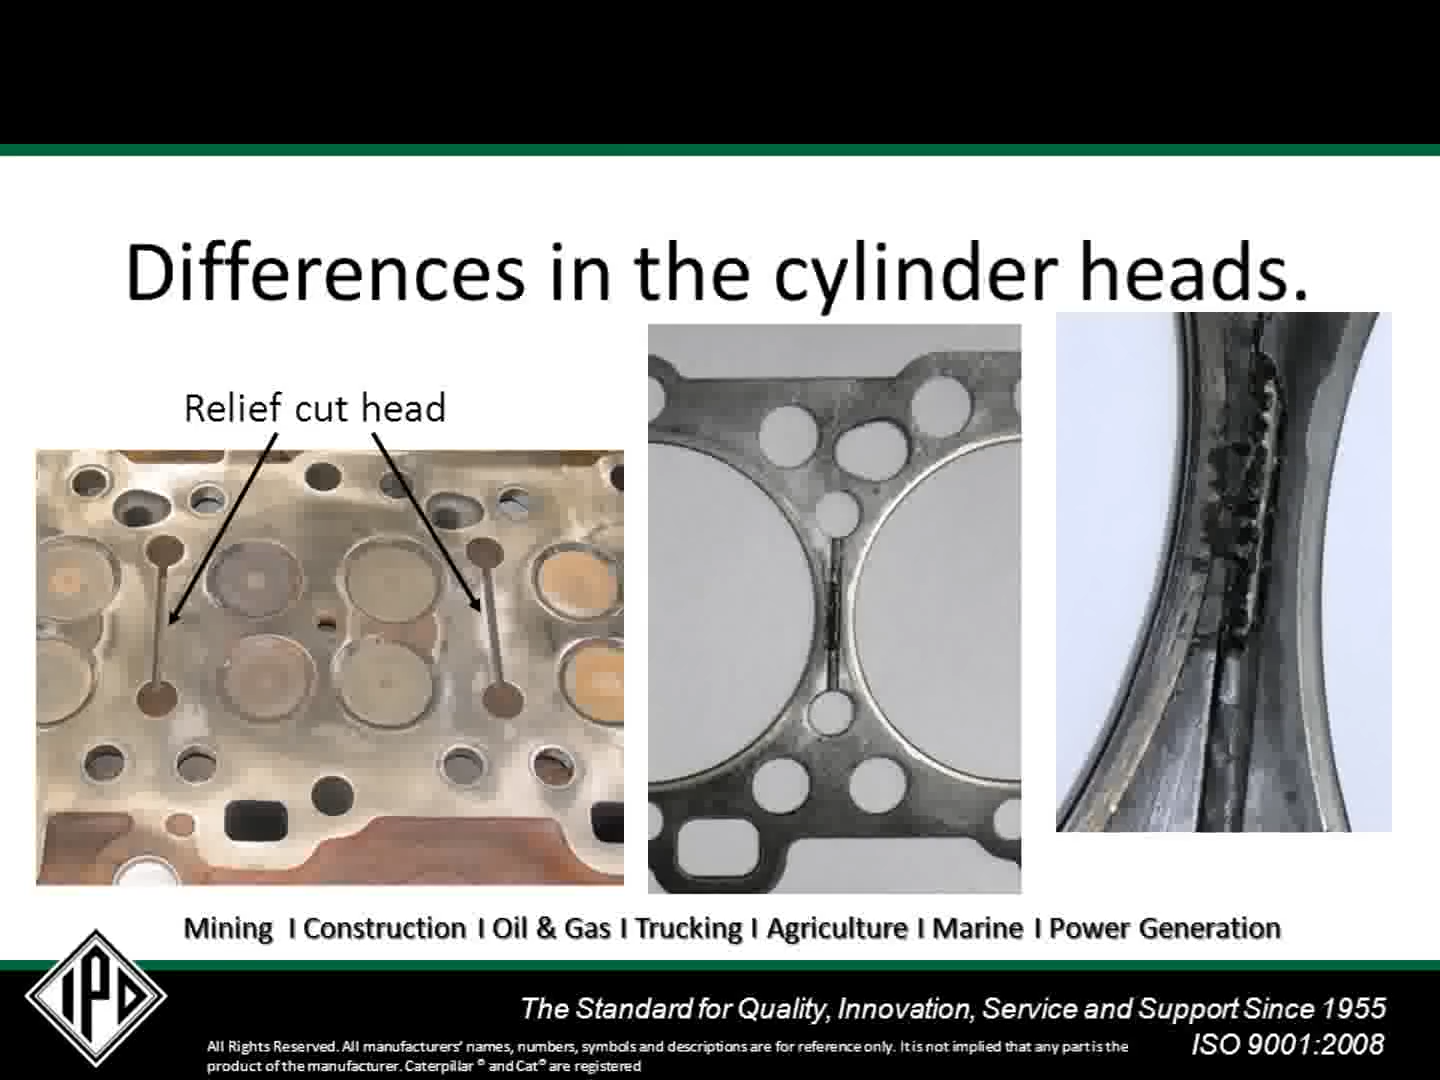 Differences in the cylinder heads.
Relief cut head
Mining I Construction I Oil & Gas I Trucking I Agriculture I Marine I Power Generation
IPD
The Standard for Quality, Innovation, Service and Support Since 1955
All Rights Reserved. All manufacturers' names, numbers, symbols and descriptions are for reference only. It is not implied that any part is the
product of the manufacturer. Caterpillar ® and Cat® are registered
ISO 9001:2008